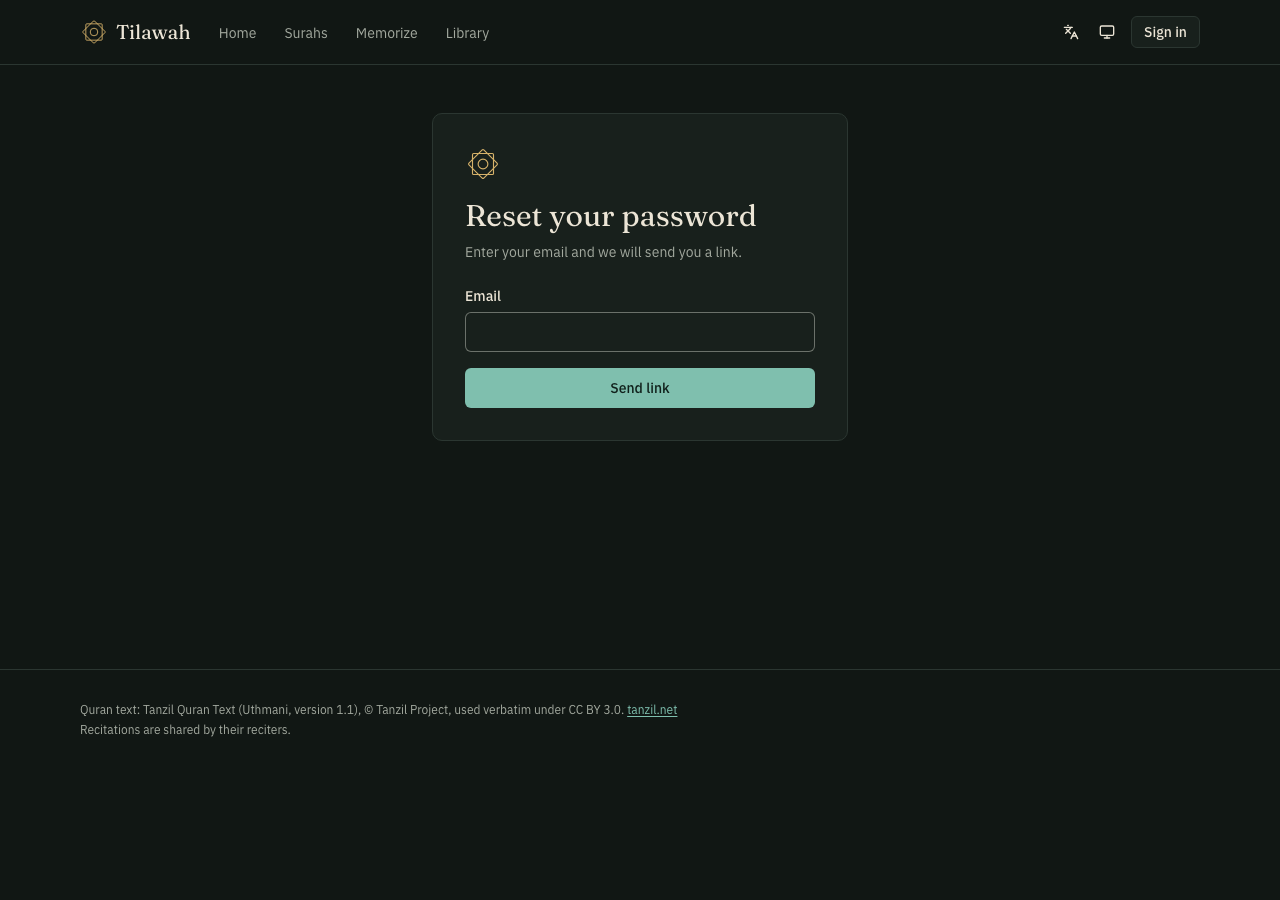 Tilawah
Home
Surahs
Memorize
Library
Sign in
Reset your password
Enter your email and we will send you a link.
Email
Send link
Quran text: Tanzil Quran Text (Uthmani, version 1.1), © Tanzil Project, used verbatim under CC BY 3.0. tanzil.net
Recitations are shared by their reciters.